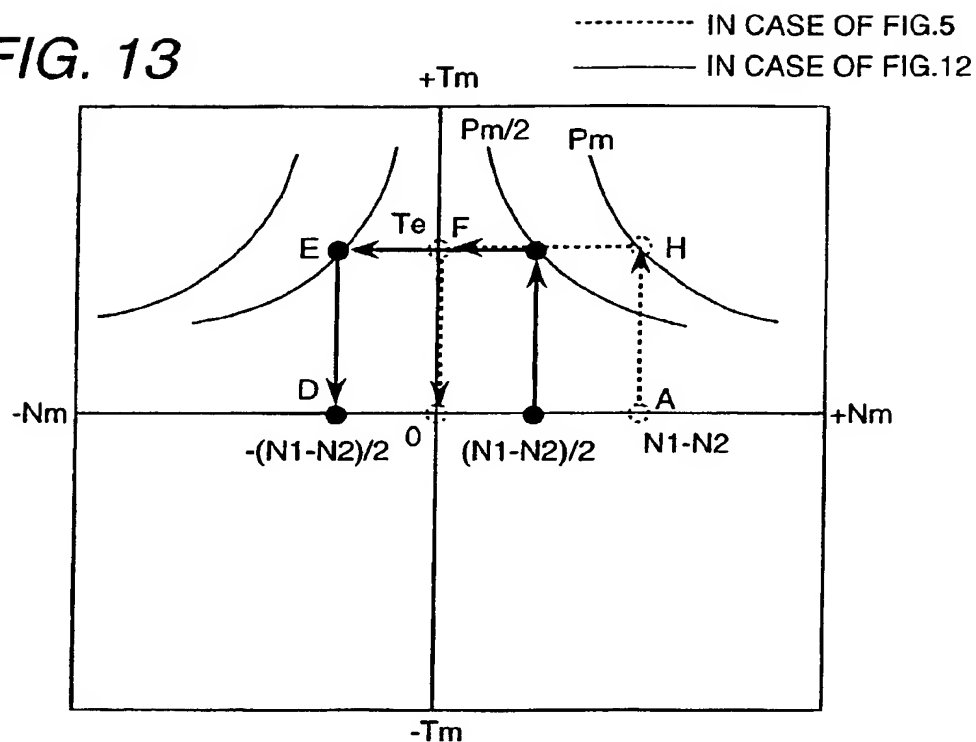 FIG. 13
IN CASE OF FIG.5
IN CASE OF FIG.12
+Tm
Pm/2
Pm
Te
F
E
H
D
A
-Nm
+Nm
0
-(N1-N2)/2
(N1-N2)/2
N1-N2
-Tm